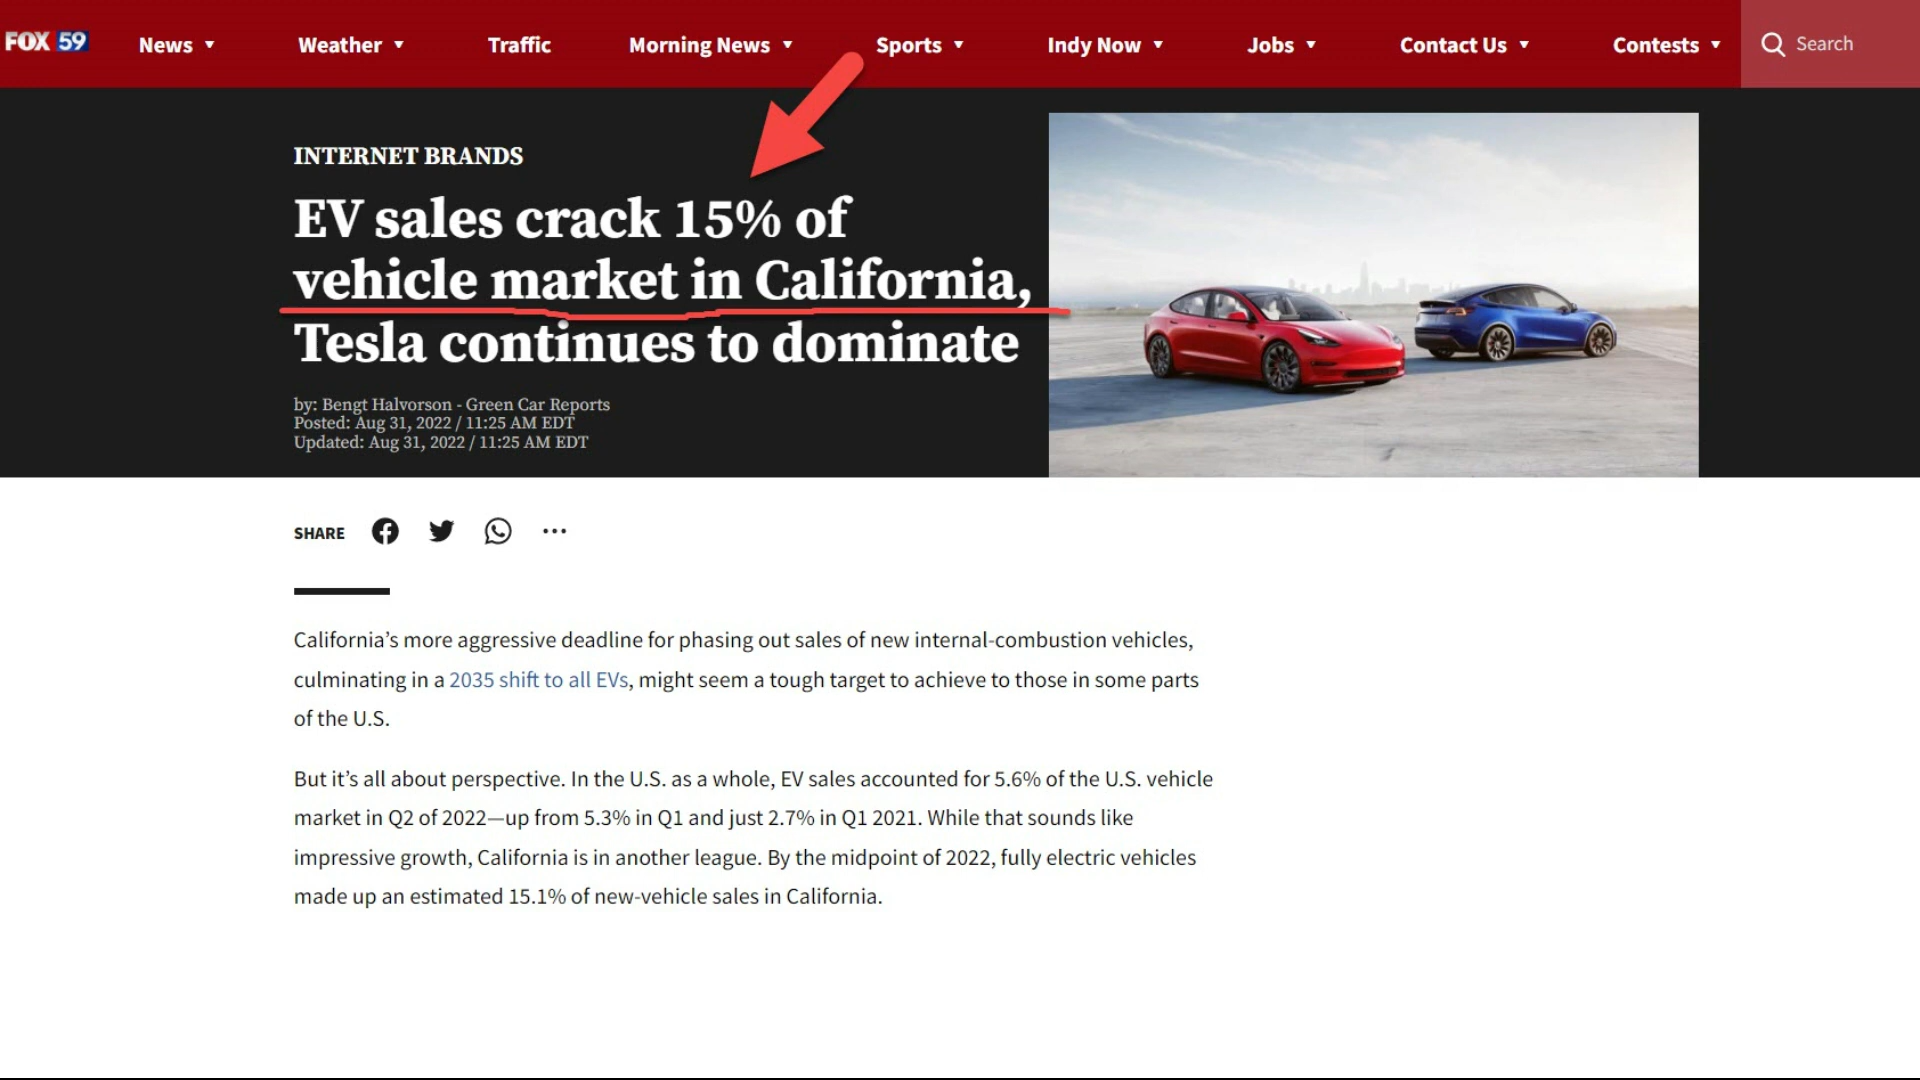 FOX 59 News Weather Traffic Morning News Sports Indy Now Jobs Contact Us Contests Search
INTERNET BRANDS
EV sales crack 15% of
vehicle market in California,
Tesla continues to dominate
by: Bengt Halvorson - Green Car Reports
Posted: Aug 31, 2022 / 11:25 AM EDT
Updated: Aug 31, 2022 / 11:25 AM EDT
SHARE
California’s more aggressive deadline for phasing out sales of new internal-combustion vehicles,
culminating in a 2035 shift to all EVs, might seem a tough target to achieve to those in some parts
of the U.S.
But it’s all about perspective. In the U.S. as a whole, EV sales accounted for 5.6% of the U.S. vehicle
market in Q2 of 2022—up from 5.3% in Q1 and just 2.7% in Q1 2021. While that sounds like
impressive growth, California is in another league. By the midpoint of 2022, fully electric vehicles
made up an estimated 15.1% of new-vehicle sales in California.